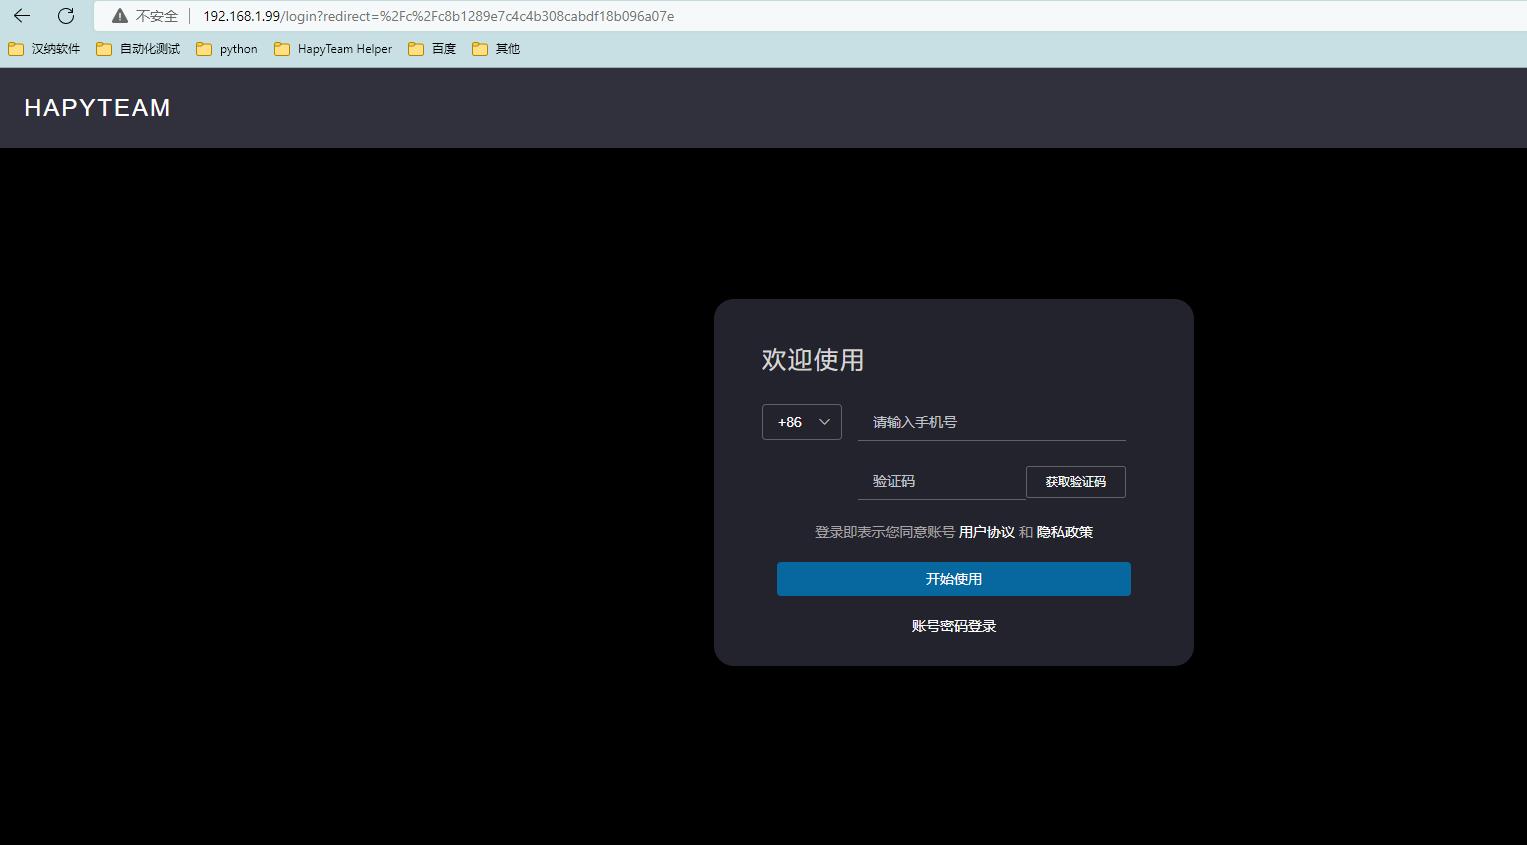 不安全 192.168.1.99/login?redirect=%2Fc%2Fc8b1289e7c4c4b308cabdf18b096a07e
汉纳软件 自动化测试 python HapyTeam Helper 百度 其他
HAPYTEAM
欢迎使用
+86 请输入手机号
验证码 获取验证码
登录即表示您同意账号 用户协议 和 隐私政策
开始使用
账号密码登录